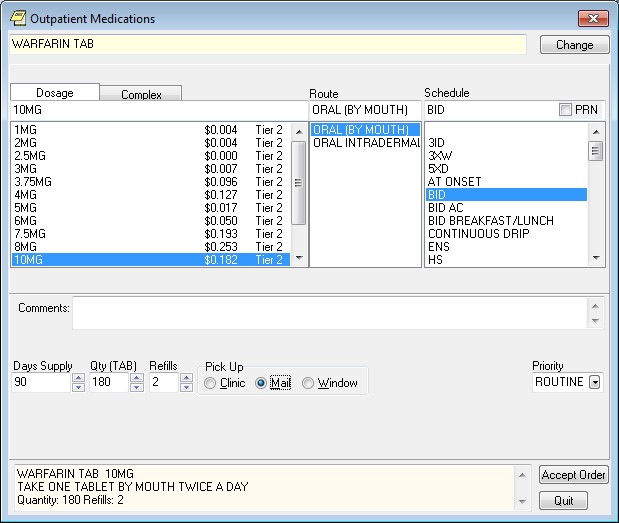 Outpatient Medications
WARFARIN TAB
Change
Dosage
Complex
Route
Schedule
10MG
ORAL (BY MOUTH)
BID
PRN
1MG $0.004 Tier 2
2MG $0.004 Tier 2
2.5MG $0.000 Tier 2
3MG $0.007 Tier 2
3.75MG $0.096 Tier 2
4MG $0.127 Tier 2
5MG $0.017 Tier 2
6MG $0.050 Tier 2
7.5MG $0.193 Tier 2
8MG $0.253 Tier 2
10MG $0.182 Tier 2
ORAL (BY MOUTH)
ORAL INTRADERMAL
3ID
3XW
5XD
AT ONSET
BID
BID AC
BID BREAKFAST/LUNCH
CONTINUOUS DRIP
ENS
HS
Comments:
Days Supply
Qty (TAB)
Refills
Pick Up
Priority
90
180
2
Clinic
Mail
Window
ROUTINE
WARFARIN TAB 10MG
TAKE ONE TABLET BY MOUTH TWICE A DAY
Quantity: 180 Refills: 2
Accept Order
Quit